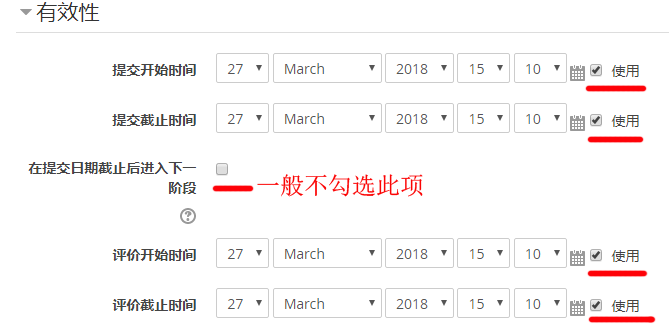 有效性
提交开始时间 27 March 2018 15 10 使用
提交截止时间 27 March 2018 15 10 使用
在提交日期截止后进入下一
阶段
一般不勾选此项
?
评价开始时间 27 March 2018 15 10 使用
评价截止时间 27 March 2018 15 10 使用